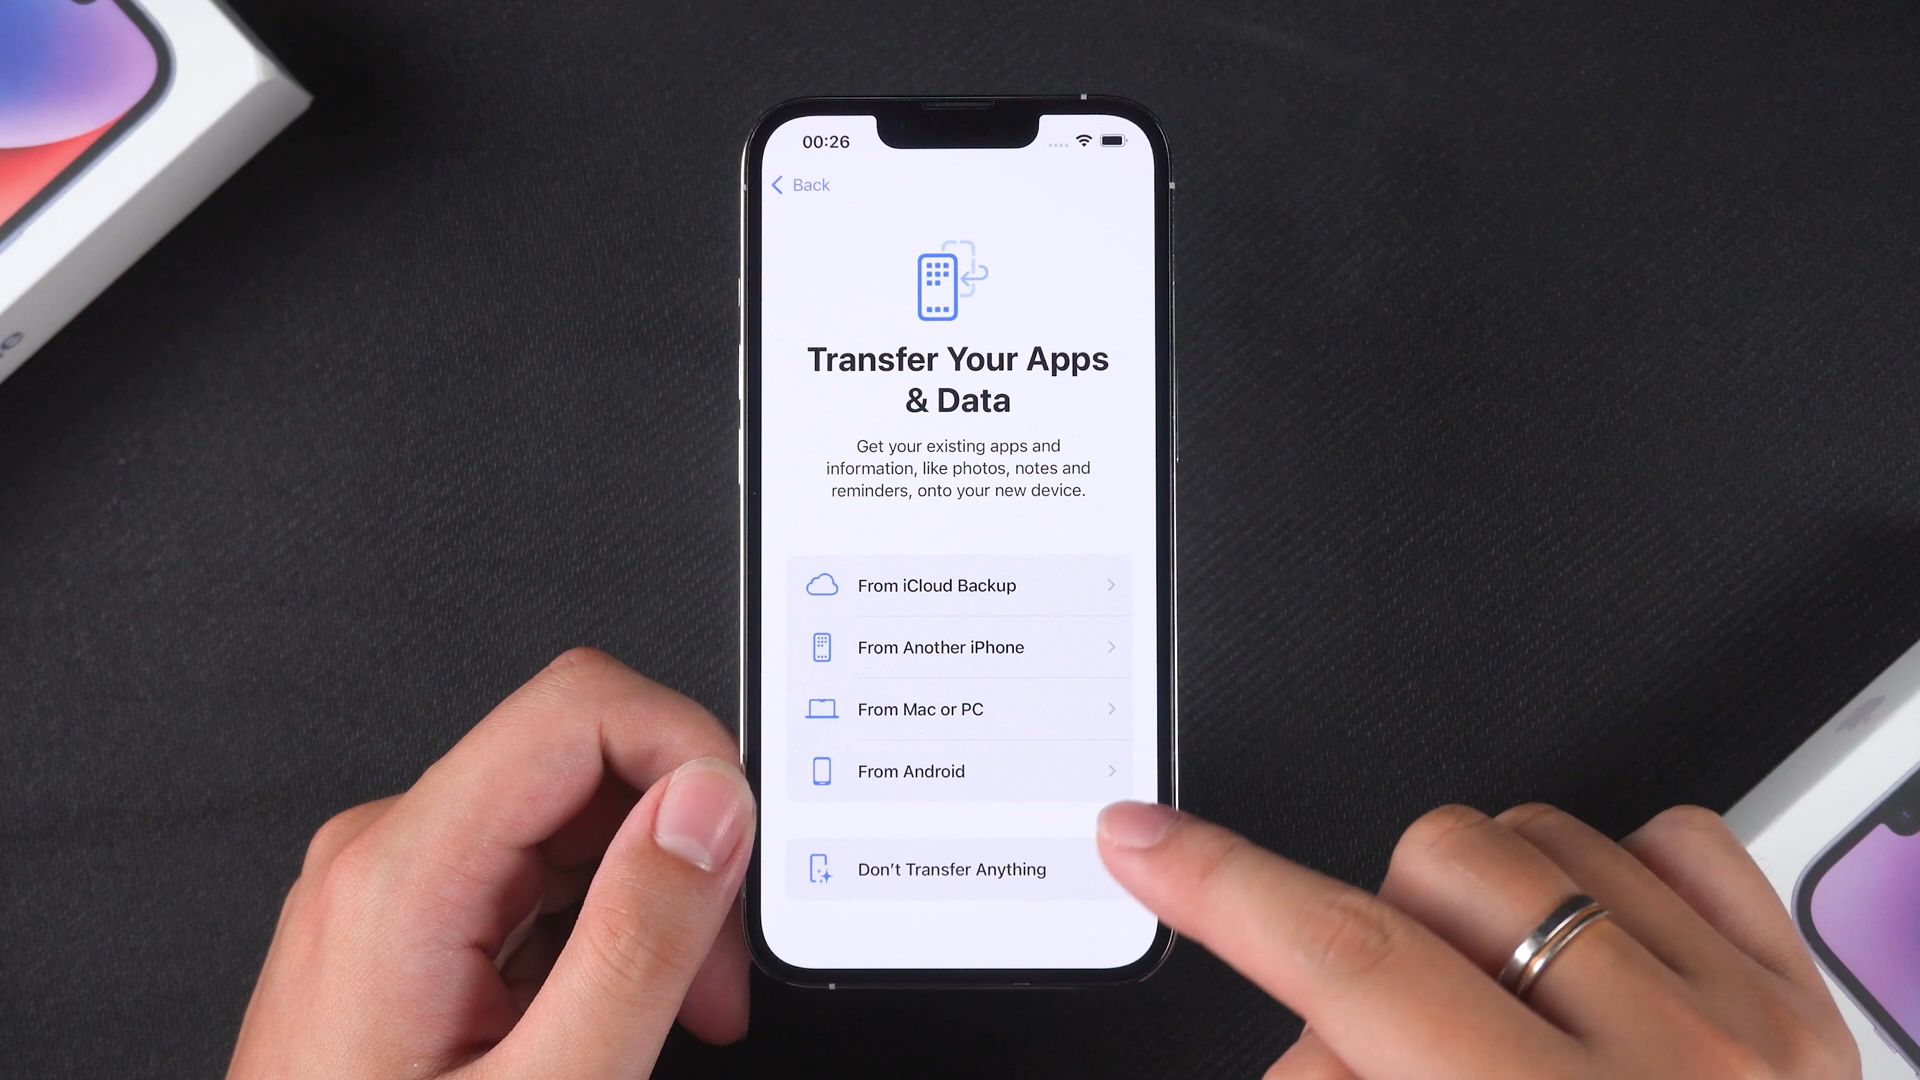 00:26
Back
Transfer Your Apps
& Data
Get your existing apps and
information, like photos, notes and
reminders, onto your new device.
From iCloud Backup
From Another iPhone
From Mac or PC
From Android
Don’t Transfer Anything